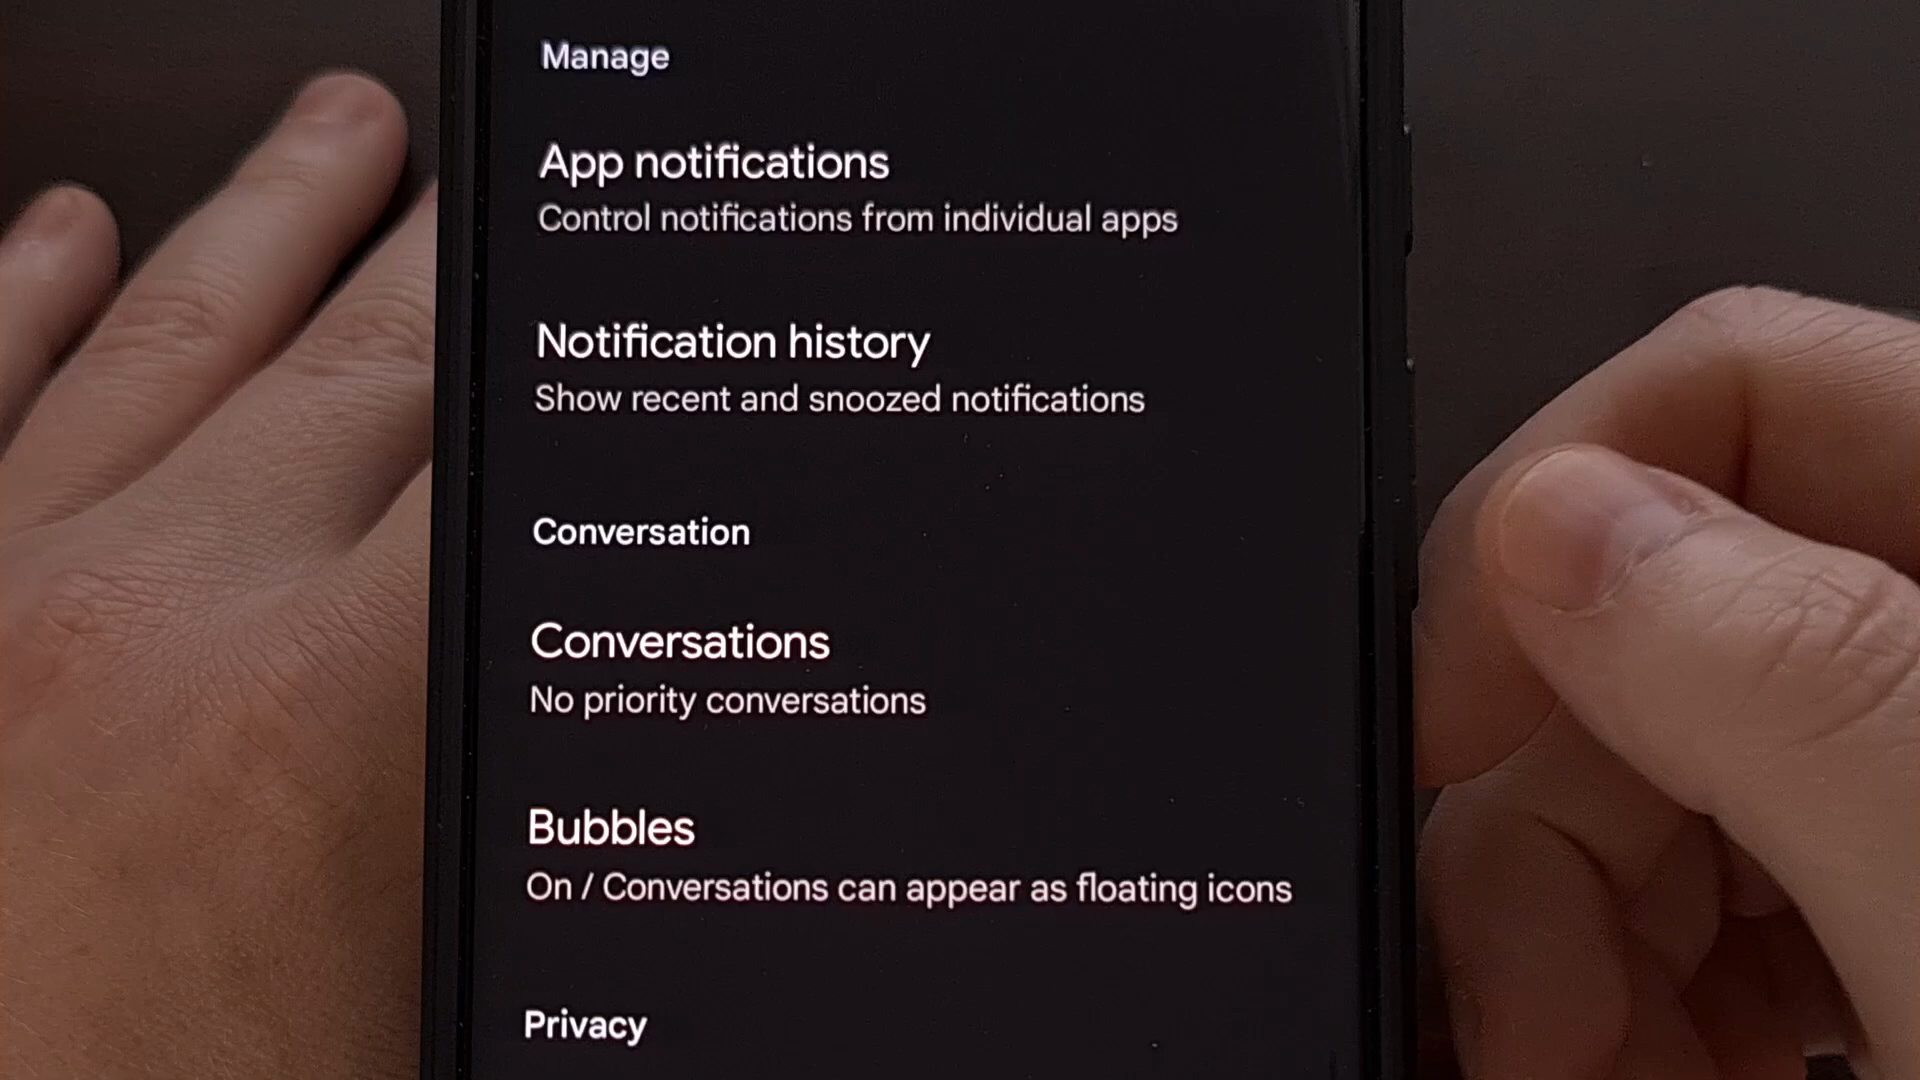 Manage
App notifications
Control notifications from individual apps
Notification history
Show recent and snoozed notifications
Conversation
Conversations
No priority conversations
Bubbles
On / Conversations can appear as floating icons
Privacy